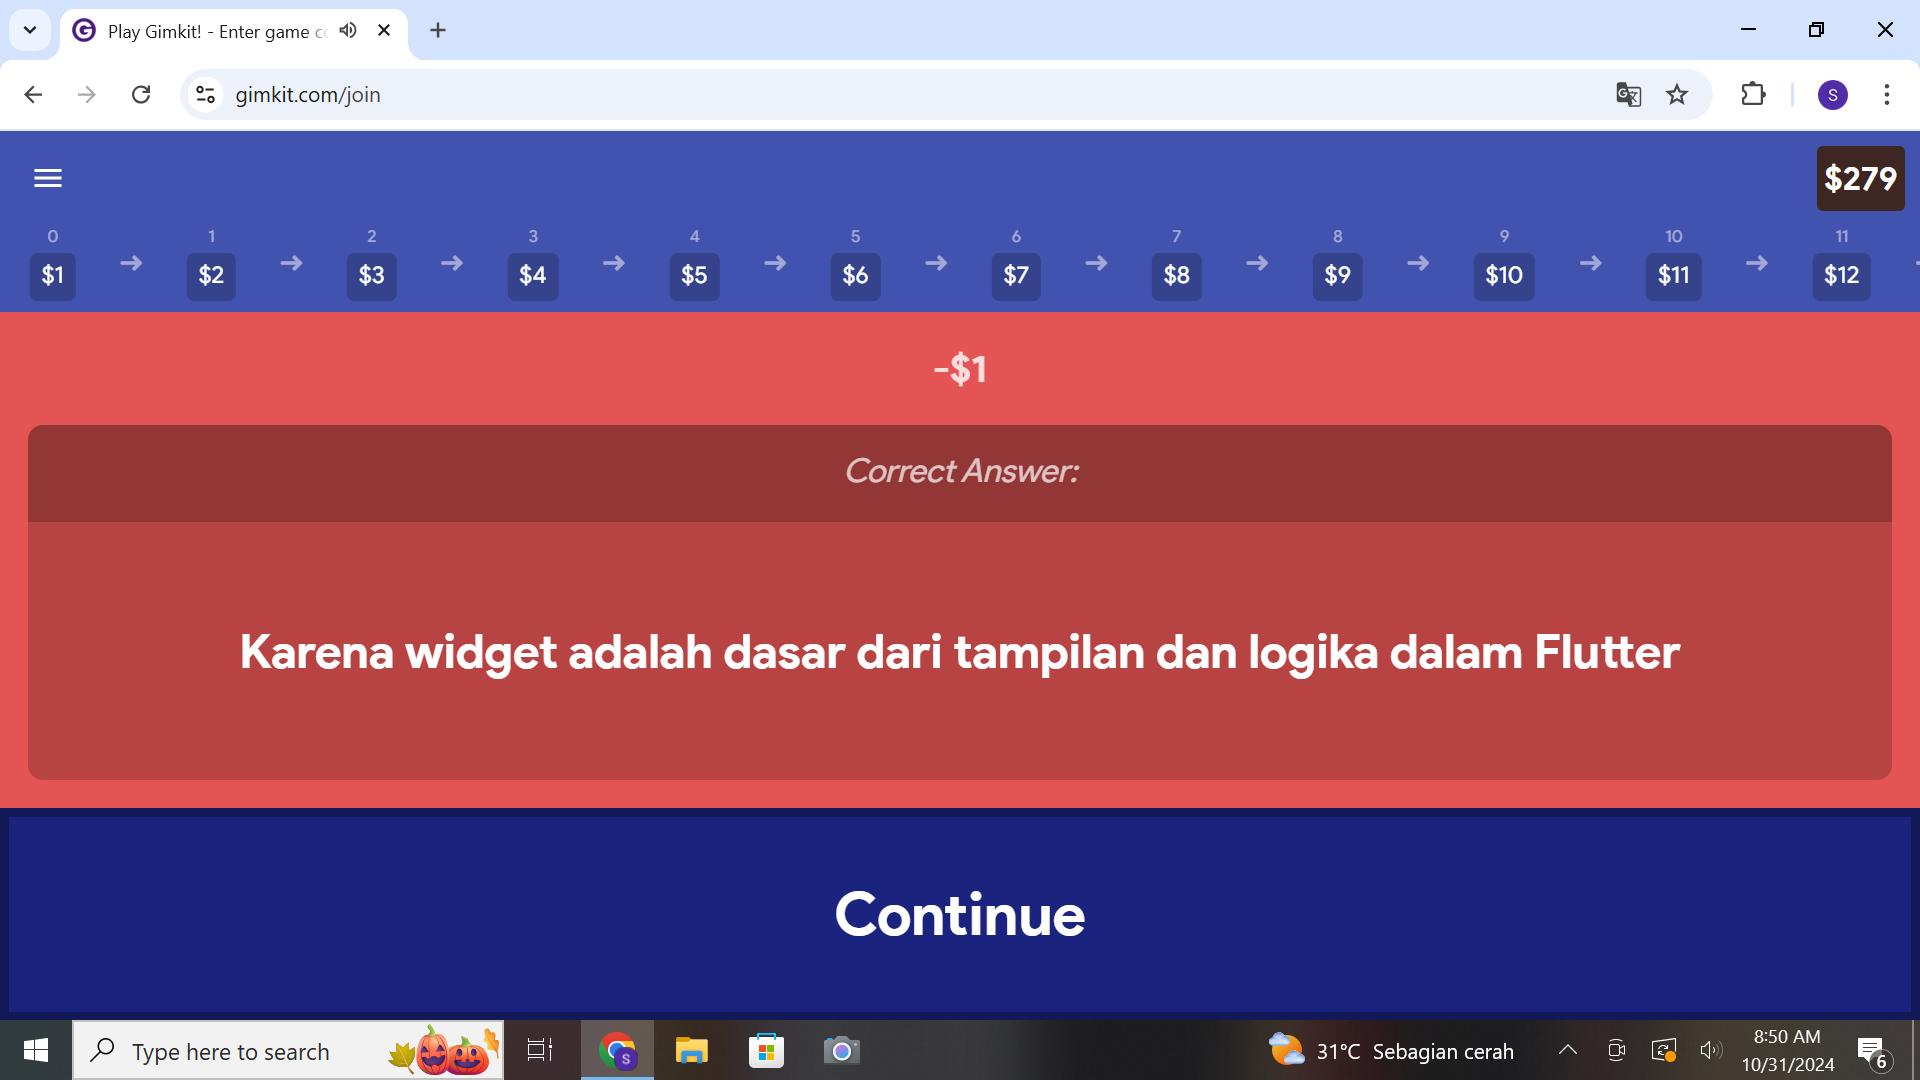 Play Gimkit! - Enter game c
gimkit.com/join
S
$279
0 1 2 3 4 5 6 7 8 9 10 11
$1 → $2 → $3 → $4 → $5 → $6 → $7 → $8 → $9 → $10 → $11 → $12
-$1
Correct Answer:
Karena widget adalah dasar dari tampilan dan logika dalam Flutter
Continue
Type here to search
S
31°C Sebagian cerah
8:50 AM
10/31/2024
6